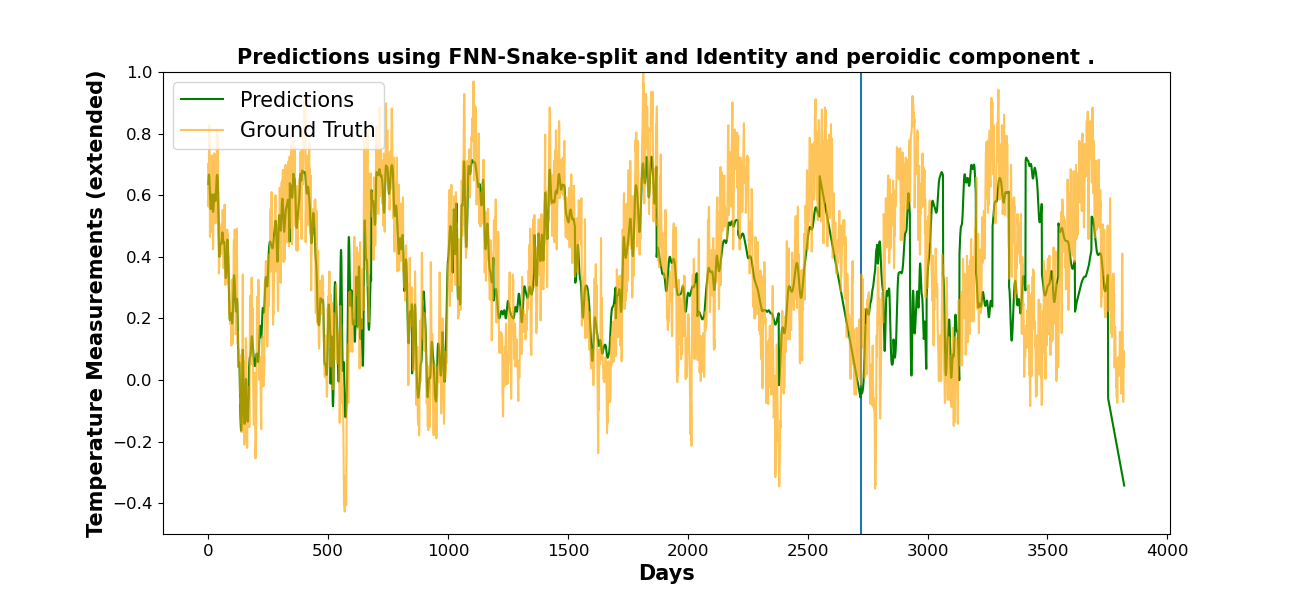 Predictions using FNN-Snake-split and Identity and peroidic component .
Temperature Measurements (extended)
1.0
0.8
0.6
0.4
0.2
0.0
−0.2
−0.4
Predictions
Ground Truth
0 500 1000 1500 2000 2500 3000 3500 4000
Days